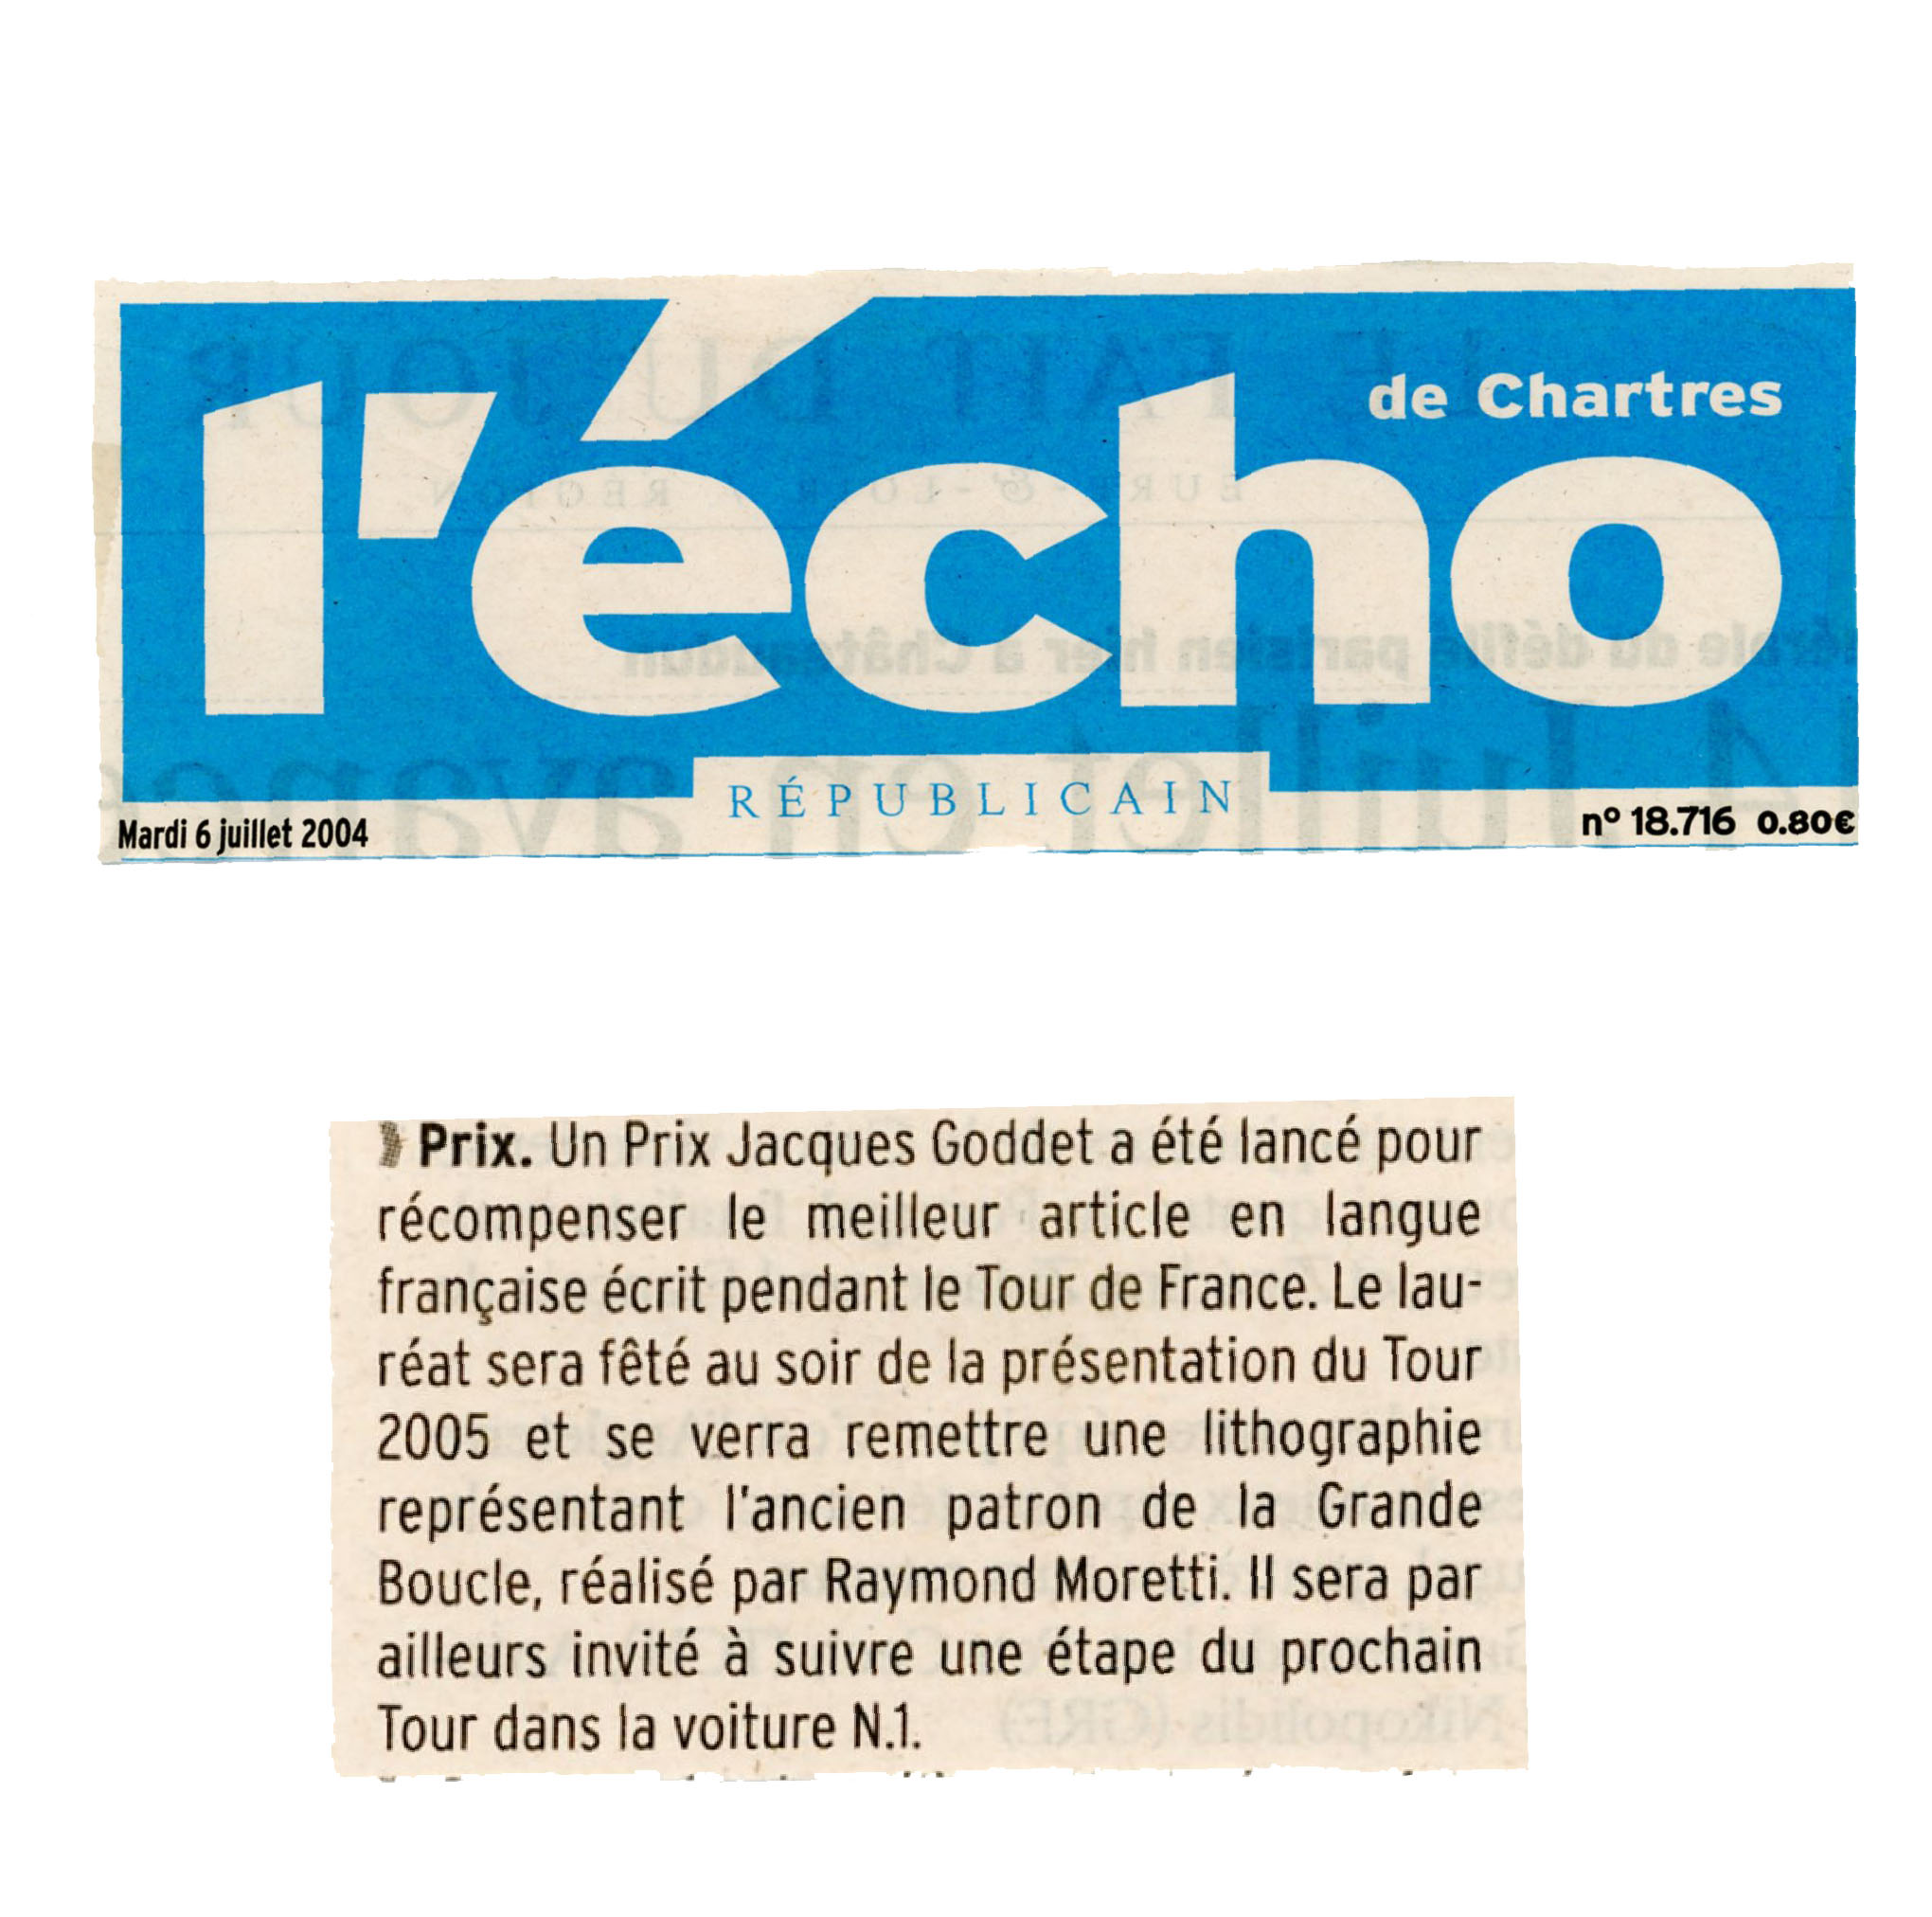 de Chartres
l'écho
RÉPUBLICAIN
Mardi 6 juillet 2004
n° 18.716 0.80€
Prix. Un Prix Jacques Goddet a été lancé pour
récompenser le meilleur article en langue
française écrit pendant le Tour de France. Le lau-
réat sera fêté au soir de la présentation du Tour
2005 et se verra remettre une lithographie
représentant l'ancien patron de la Grande
Boucle, réalisé par Raymond Moretti. Il sera par
ailleurs invité à suivre une étape du prochain
Tour dans la voiture N.1.